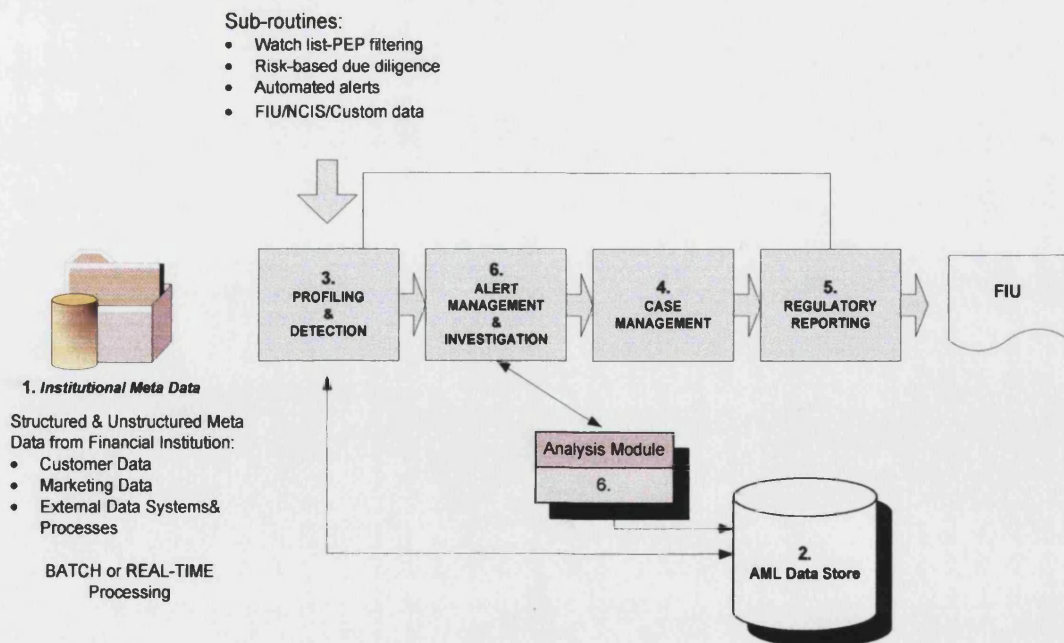 Sub-routines:
• Watch list-PEP filtering
• Risk-based due diligence
• Automated alerts
• FIU/NCIS/Custom data
3.
PROFILING
&
DETECTION
6.
ALERT
MANAGEMENT
&
INVESTIGATION
4.
CASE
MANAGEMENT
5.
REGULATORY
REPORTING
FIU
1. Institutional Meta Data
Structured & Unstructured Meta
Data from Financial Institution:
• Customer Data
• Marketing Data
• External Data Systems&
Processes
BATCH or REAL-TIME
Processing
Analysis Module
6.
2.
AML Data Store